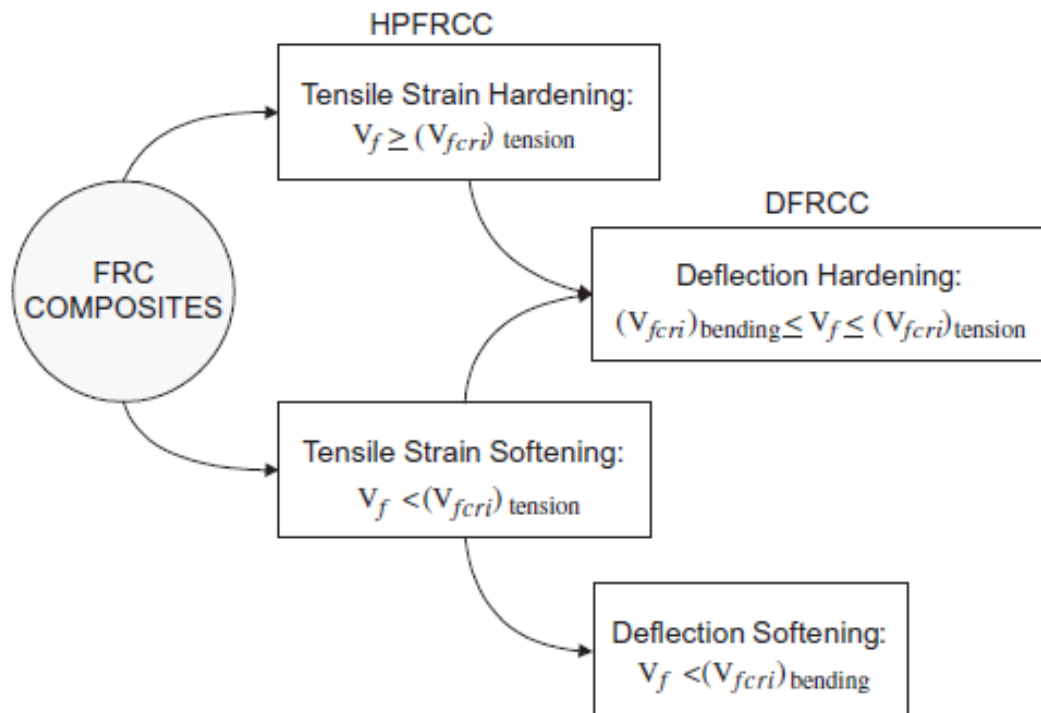 HPFRCC
Tensile Strain Hardening:
V_f ≥ (V_fcri) tension
DFRCC
FRC
COMPOSITES
Deflection Hardening:
(V_fcri) bending ≤ V_f ≤ (V_fcri) tension
Tensile Strain Softening:
V_f < (V_fcri) tension
Deflection Softening:
V_f < (V_fcri) bending